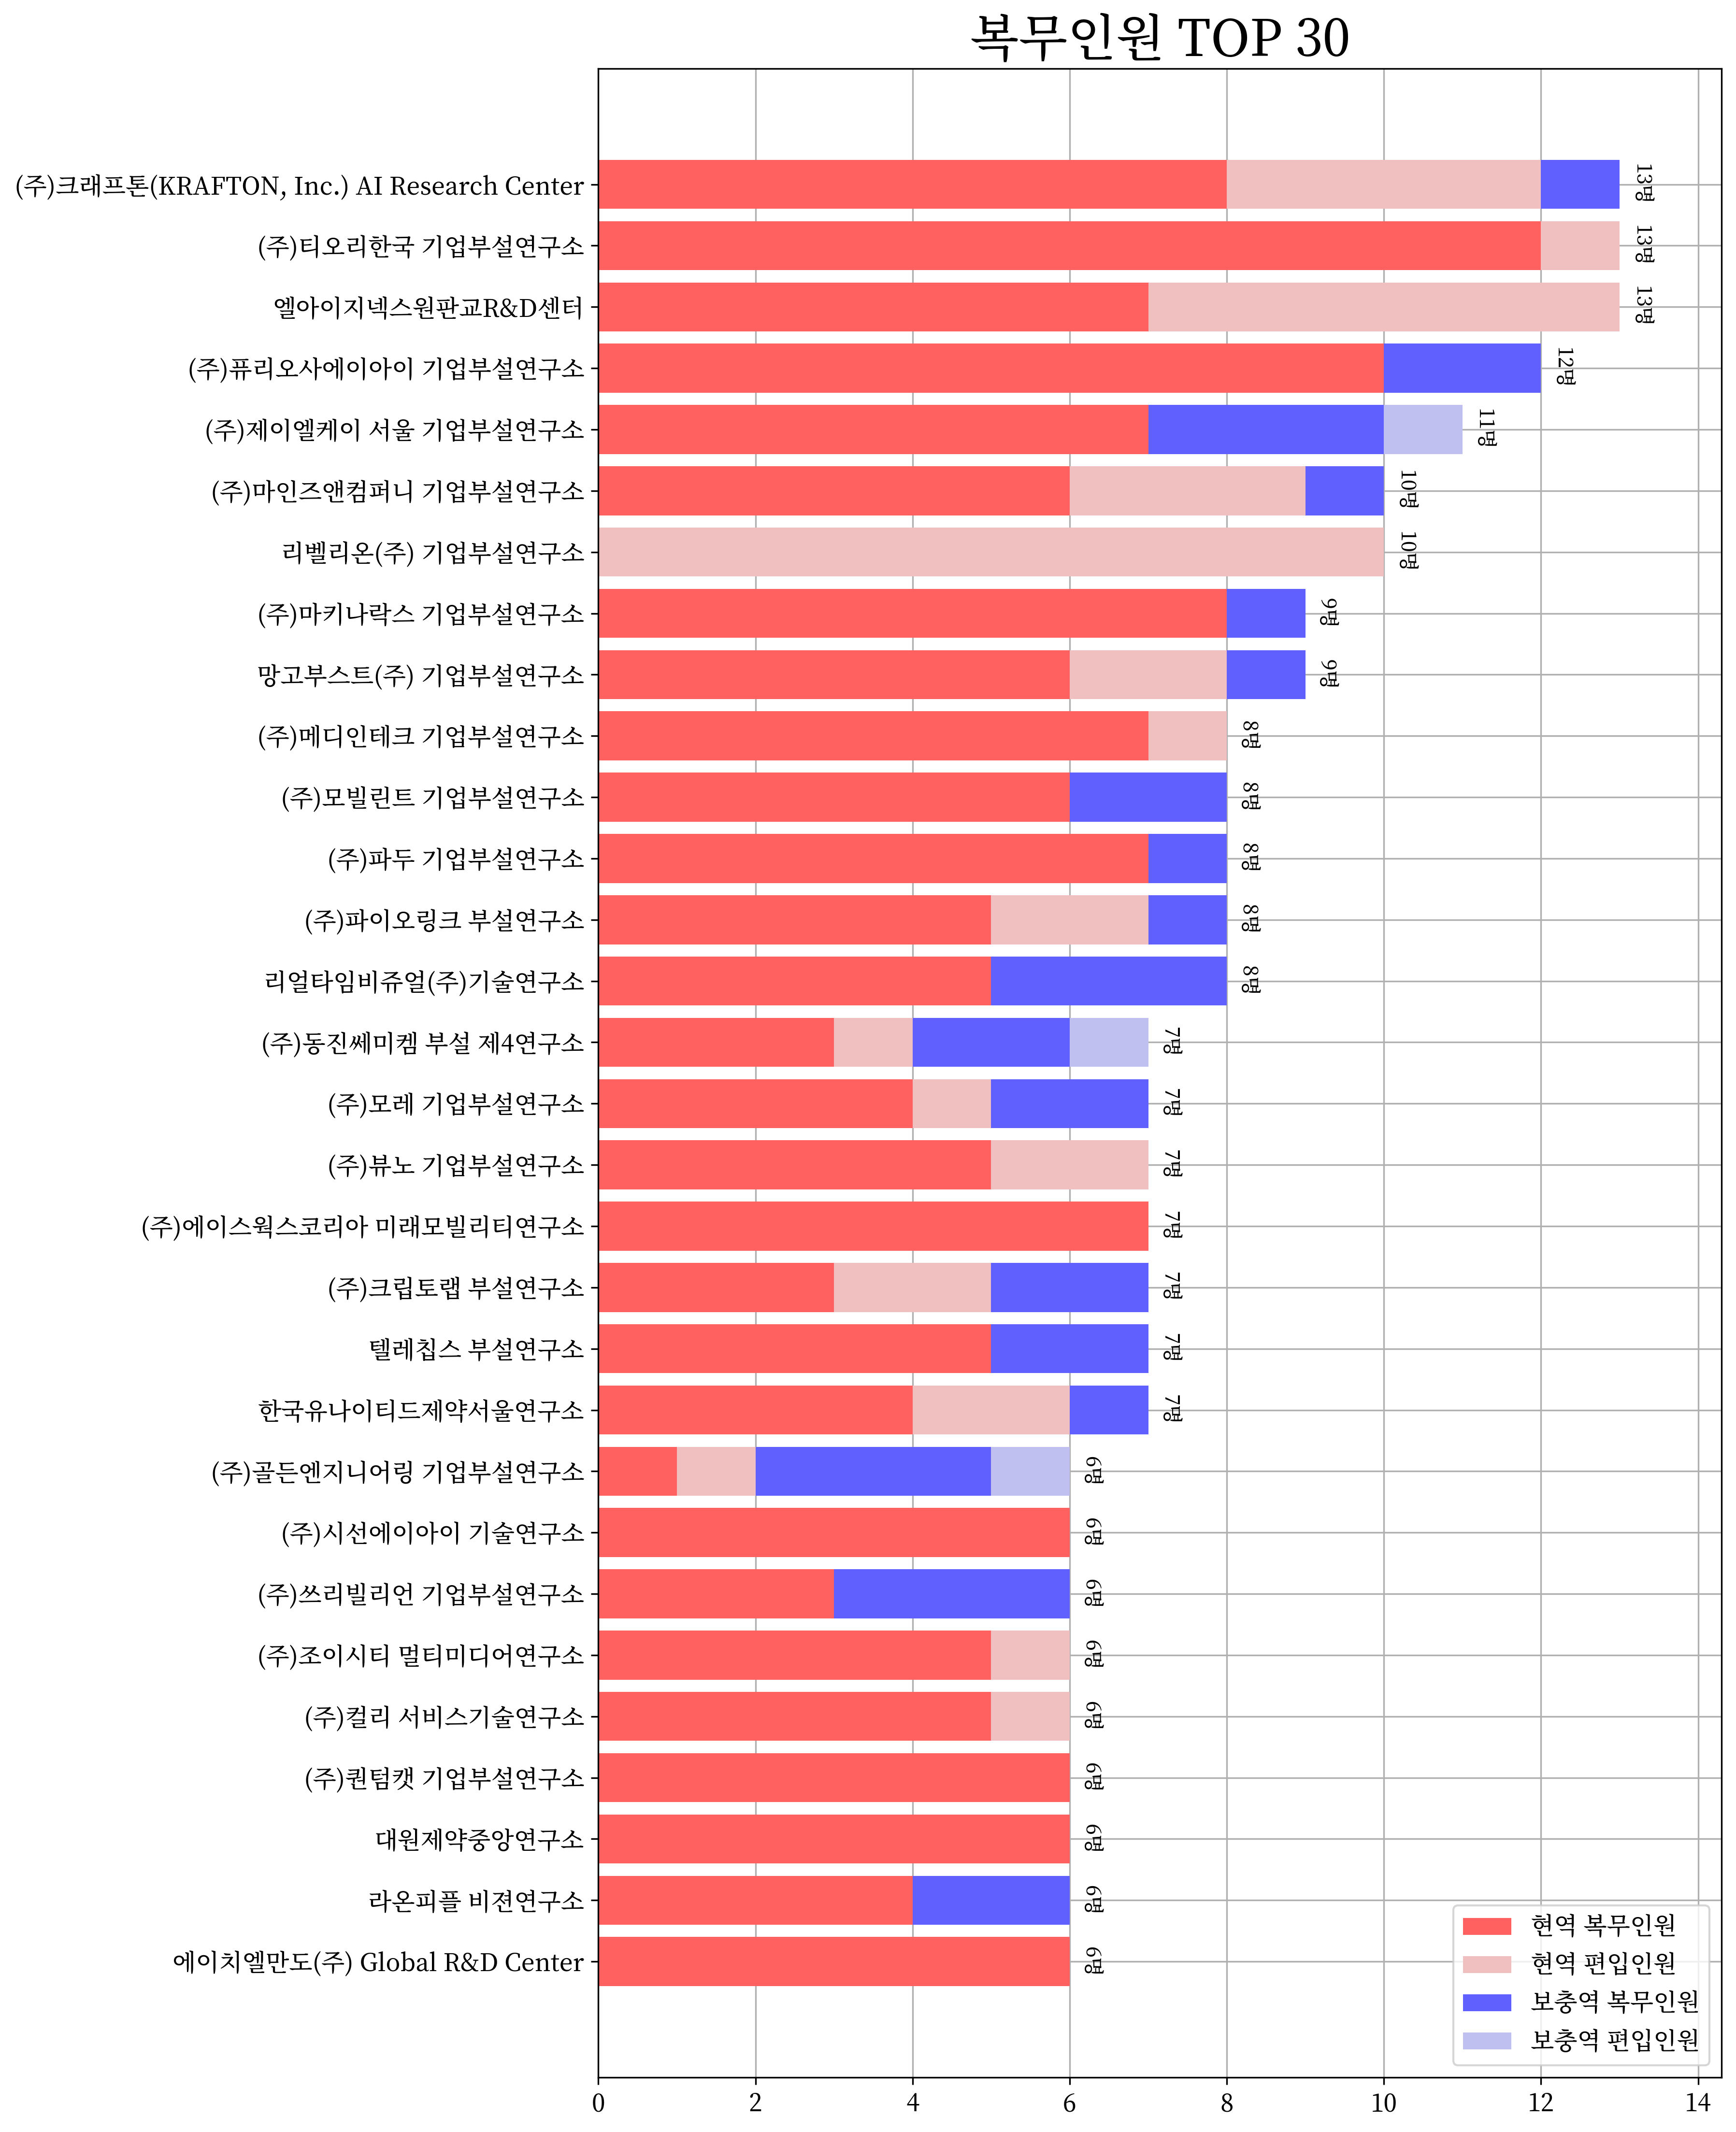 복무인원 TOP 30
(주)크래프톤(KRAFTON, Inc.) AI Research Center
13명
(주)티오리한국 기업부설연구소
13명
엘아이지넥스원판교R&D센터
13명
(주)퓨리오사에이아이 기업부설연구소
12명
(주)제이엘케이 서울 기업부설연구소
11명
(주)마인즈앤컴퍼니 기업부설연구소
10명
리벨리온(주) 기업부설연구소
10명
(주)마키나락스 기업부설연구소
9명
망고부스트(주) 기업부설연구소
9명
(주)메디인테크 기업부설연구소
8명
(주)모빌린트 기업부설연구소
8명
(주)파두 기업부설연구소
8명
(주)파이오링크 부설연구소
8명
리얼타임비쥬얼(주)기술연구소
8명
(주)동진쎄미켐 부설 제4연구소
7명
(주)모레 기업부설연구소
7명
(주)뷰노 기업부설연구소
7명
(주)에이스웍스코리아 미래모빌리티연구소
7명
(주)크립토랩 부설연구소
7명
텔레칩스 부설연구소
7명
한국유나이티드제약서울연구소
7명
(주)골든엔지니어링 기업부설연구소
6명
(주)시선에이아이 기술연구소
6명
(주)쓰리빌리언 기업부설연구소
6명
(주)조이시티 멀티미디어연구소
6명
(주)컬리 서비스기술연구소
6명
(주)퀀텀캣 기업부설연구소
6명
대원제약중앙연구소
6명
라온피플 비젼연구소
6명
에이치엘만도(주) Global R&D Center
6명
현역 복무인원
현역 편입인원
보충역 복무인원
보충역 편입인원
0 2 4 6 8 10 12 14